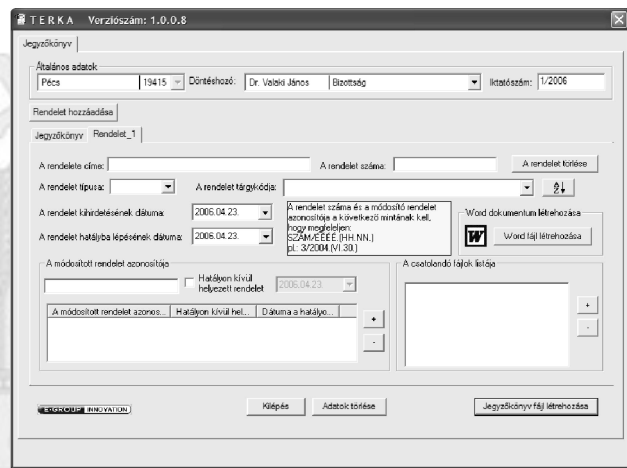 TERKA Verziószám: 1.0.0.8
Jegyzőkönyv
Általános adatok
Pécs 19415 Döntéshozó: Dr. Valaki János Bizottság Iktatószám: 1/2006
Rendelet hozzáadása
Jegyzőkönyv Rendelet_1
A rendelete címe: A rendelet száma: A rendelet törlése
A rendelet típusa: A rendelet tárgykódja:
A rendelet kihirdetésének dátuma: 2006.04.23.
A rendelet hatályba lépésének dátuma: 2006.04.23.
A rendelet száma és a módosító rendelet
azonosítója a következő mintának kell,
hogy megfeleljen:
SZÁM/ÉÉÉÉ.(HH.NN.)
pl.: 3/2004.(VI.30.)
Word dokumentum létrehozása
W Word fájl létrehozása
A módosított rendelet azonosítója
Hatályon kívül
helyezett rendelet
2006.04.23.
A módosított rendelet azonos... Hatályon kívül hel... Dátuma a hatályo...
+
-
A csatolandó fájlok listája
+
-
E-GROUP INNOVATION
Kilépés Adatok törlése Jegyzőkönyv fájl létrehozása